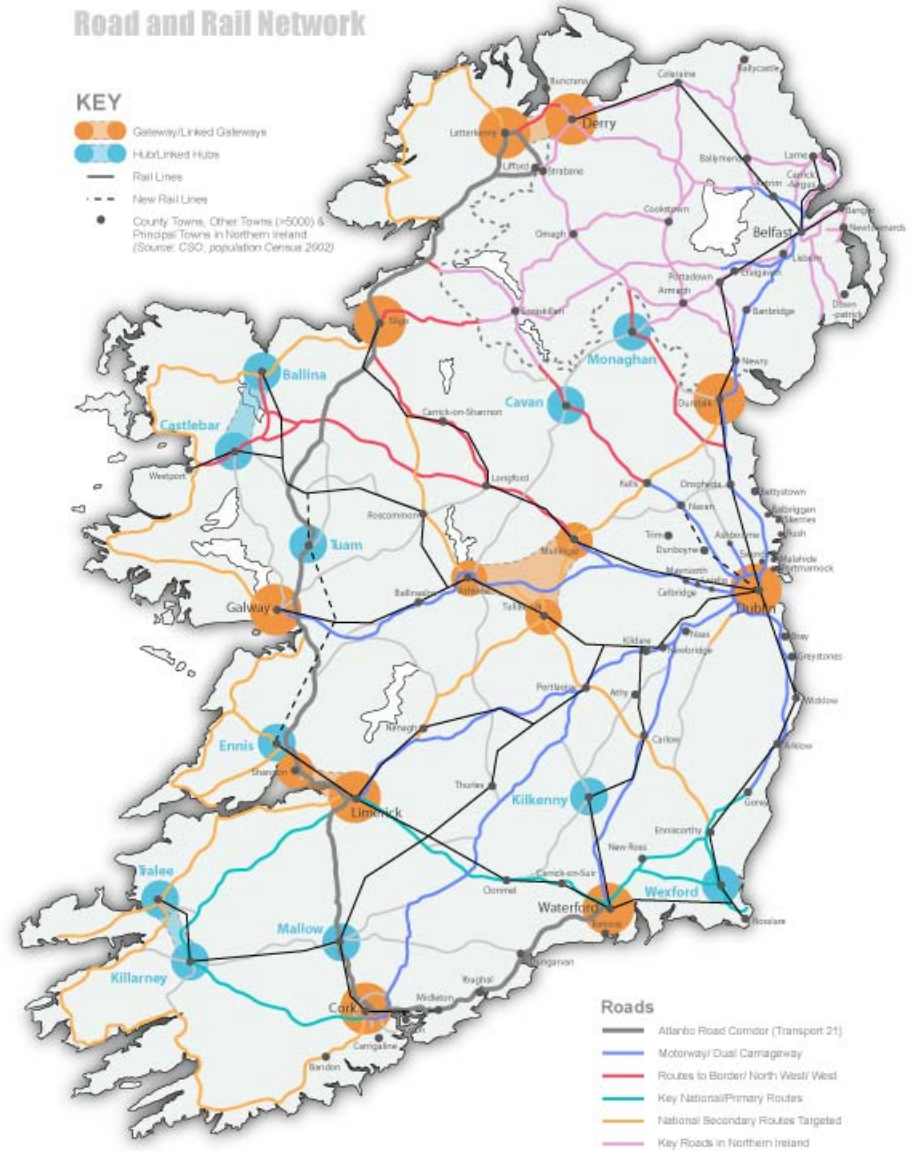 Road and Rail Network
KEY
Gateway/Linked Gateways
Hub/Linked Hubs
Rail Lines
New Rail Lines
County Towns, Other Towns (>5000) &
Principal Towns in Northern Ireland
(Source: CSO, population Census 2002)
Buncrana
Coleraine
Ballycastle
Letterkenny
Derry
Lifford
Strabane
Ballymena
Larne
Carrick
-fergus
Antrim
Cookstown
Bangor
Newtownards
Omagh
Belfast
Lisburn
Craigavon
Portadown
Armagh
Down
-patrick
Banbridge
Sligo
Enniskillen
Monaghan
Newry
Ballina
Cavan
Dundalk
Castlebar
Carrick-on-Shannon
Westport
Longford
Kells
Drogheda
Bettystown
Navan
Balbriggan
Skerries
Roscommon
Rush
Tuam
Mullingar
Trim
Ashbourne
Dunboyne
Malahide
Portmarnock
Maynooth
Celbridge
Athlone
Ballinasloe
Galway
Tullamore
Dublin
Kildare
Naas
Newbridge
Bray
Greystones
Portlaoise
Athy
Wicklow
Nenagh
Carlow
Arklow
Ennis
Shannon
Thurles
Kilkenny
Limerick
Gorey
Enniscorthy
New Ross
Tralee
Carrick-on-Suir
Clonmel
Wexford
Waterford
Rosslare
Mallow
Killarney
Dungarvan
Youghal
Midleton
Cork
Carrigaline
Bandon
Roads
Atlantic Road Corridor (Transport 21)
Motorway/ Dual Carrageway
Routes to Border/ North West/ West
Key National/Primary Routes
National Secondary Routes Targeted
Key Roads in Northern Ireland